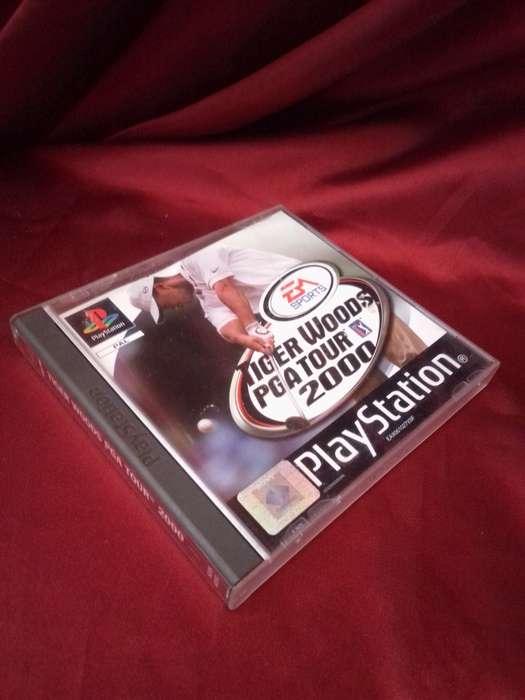 PlayStation
PAL
EA
SPORTS
TIGER WOODS
PGA TOUR
2000
PlayStation®
PlayStation
TIGER WOODS PGA TOUR® 2000